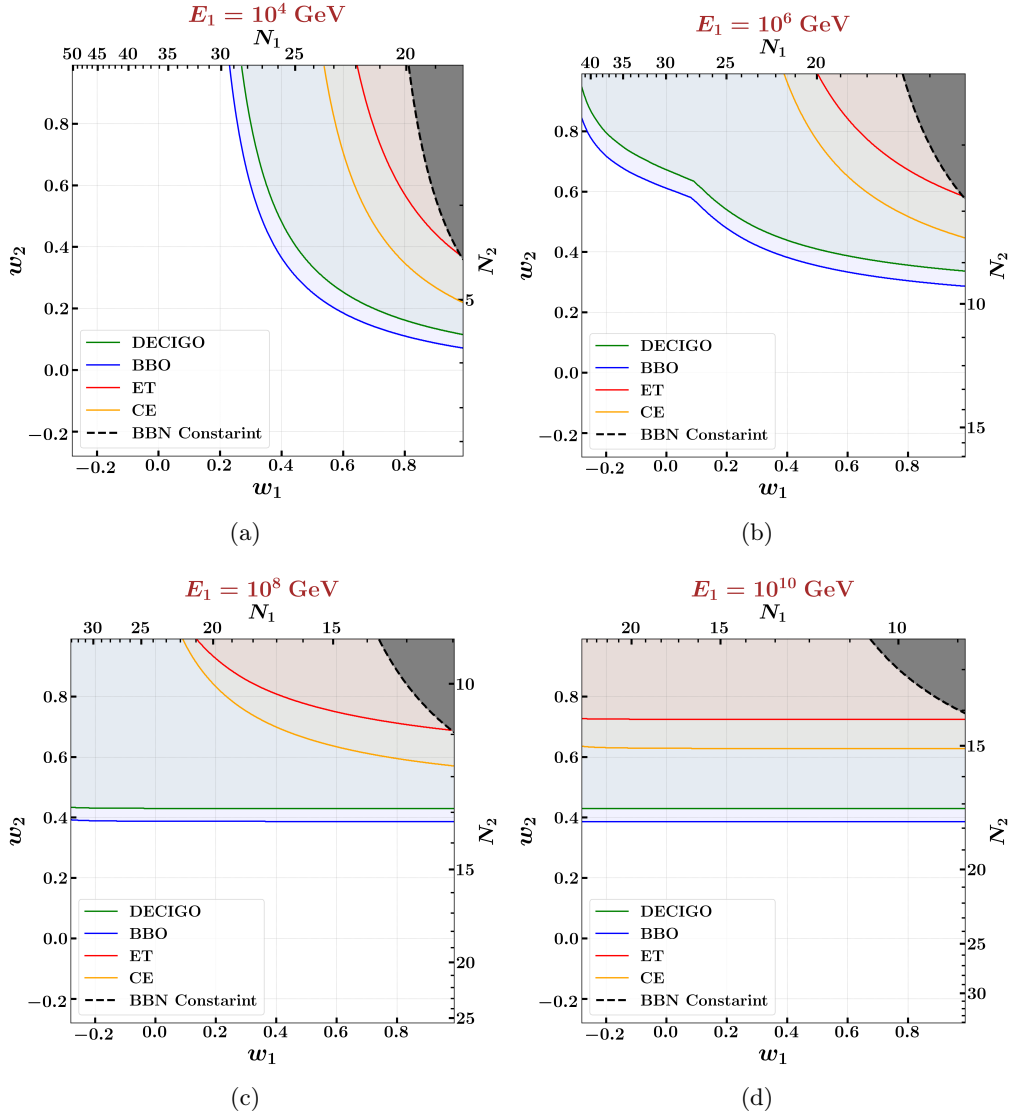 E₁ = 10⁴ GeV
N₁
50 45 40 35 30 25 20
w₂
0.8
0.6
0.4
0.2
0.0
−0.2
N₂
5
DECIGO
BBO
ET
CE
BBN Constarint
−0.2 0.0 0.2 0.4 0.6 0.8
w₁
(a)
E₁ = 10⁶ GeV
N₁
40 35 30 25 20
w₂
0.8
0.6
0.4
0.2
0.0
−0.2
N₂
10
15
DECIGO
BBO
ET
CE
BBN Constarint
−0.2 0.0 0.2 0.4 0.6 0.8
w₁
(b)
E₁ = 10⁸ GeV
N₁
30 25 20 15
w₂
0.8
0.6
0.4
0.2
0.0
−0.2
N₂
10
15
20
25
DECIGO
BBO
ET
CE
BBN Constarint
−0.2 0.0 0.2 0.4 0.6 0.8
w₁
(c)
E₁ = 10¹⁰ GeV
N₁
20 15 10
w₂
0.8
0.6
0.4
0.2
0.0
−0.2
N₂
15
20
25
30
DECIGO
BBO
ET
CE
BBN Constarint
−0.2 0.0 0.2 0.4 0.6 0.8
w₁
(d)